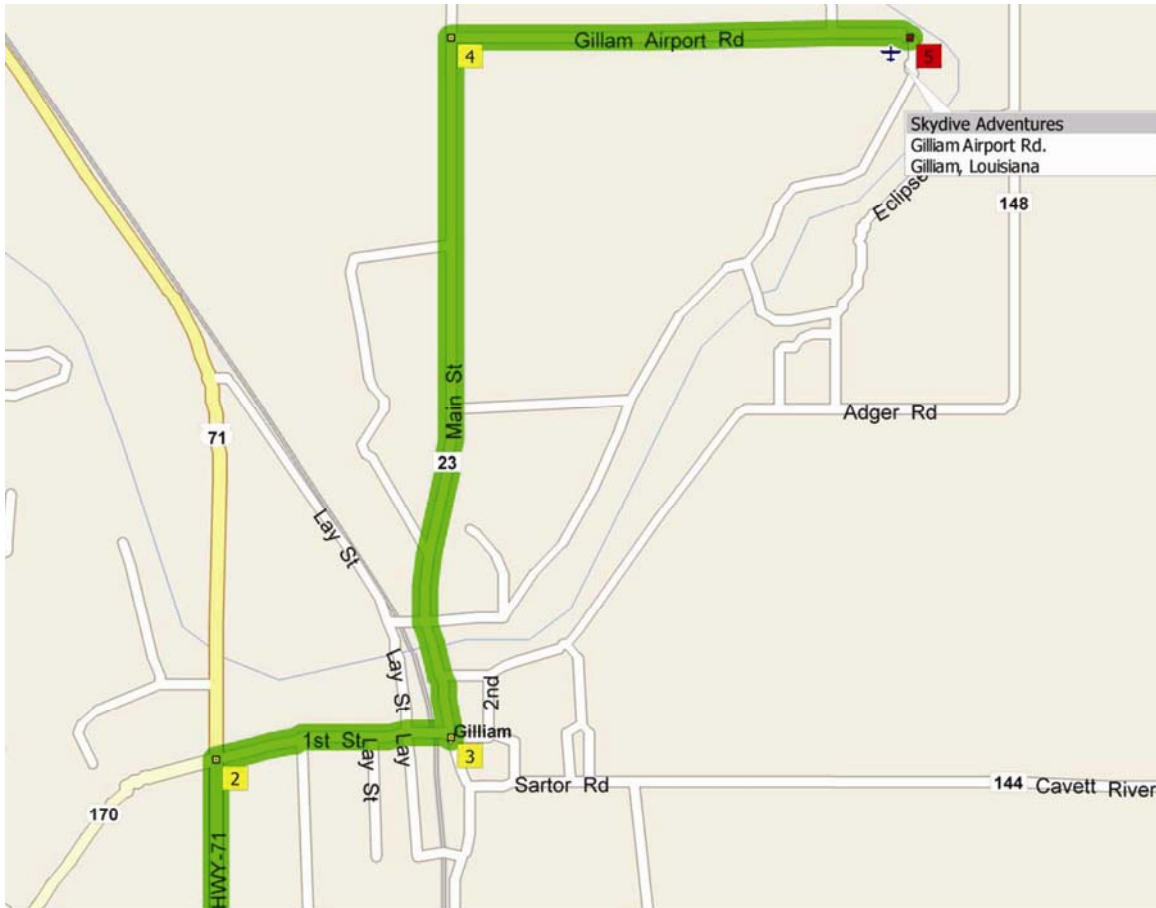 Gillam Airport Rd
4
5
Skydive Adventures
Gilliam Airport Rd.
Gilliam, Louisiana
Eclipse
148
Main St
Adger Rd
71
23
Lay St
Lay St
2nd
Gilliam
1st St
Lay
3
2
Lay St
Sartor Rd
144
Cavett River
170
HWY-71